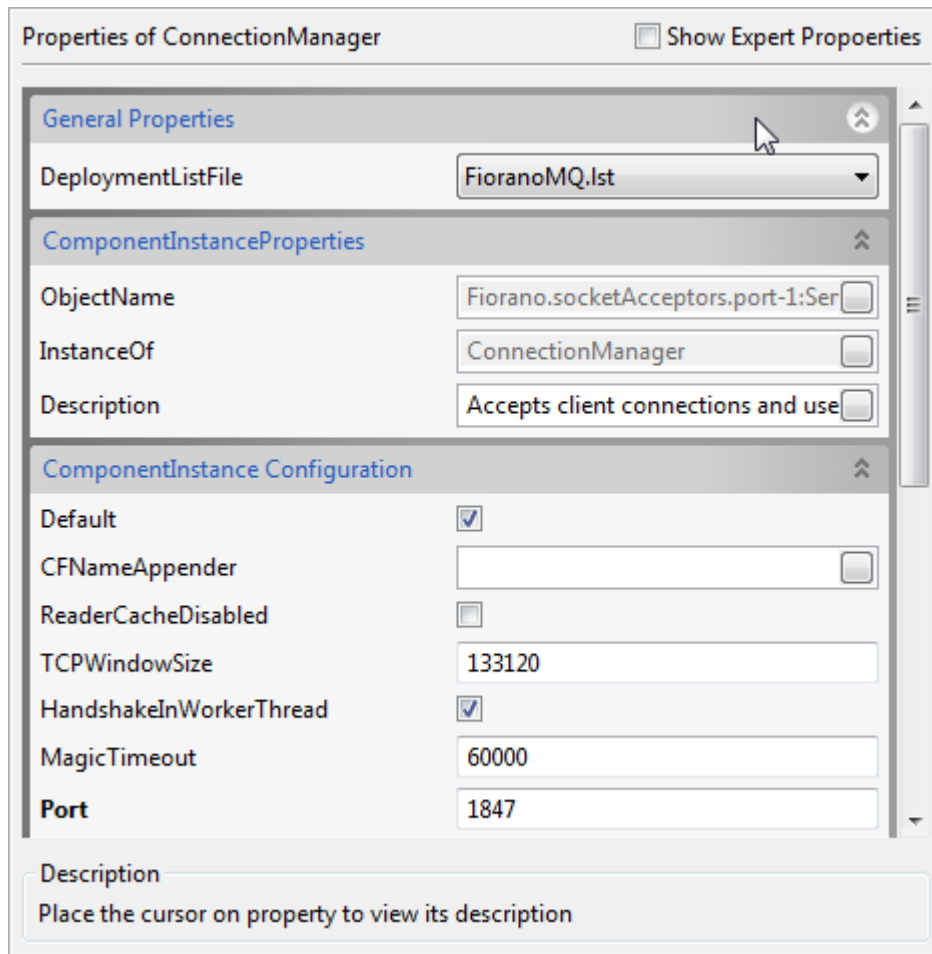 Properties of ConnectionManager Show Expert Propoerties
General Properties
DeploymentListFile FioranoMQ.lst
ComponentInstanceProperties
ObjectName Fiorano.socketAcceptors.port-1:Ser
InstanceOf ConnectionManager
Description Accepts client connections and use
ComponentInstance Configuration
Default
CFNameAppender
ReaderCacheDisabled
TCPWindowSize 133120
HandshakeInWorkerThread
MagicTimeout 60000
Port 1847
Description
Place the cursor on property to view its description